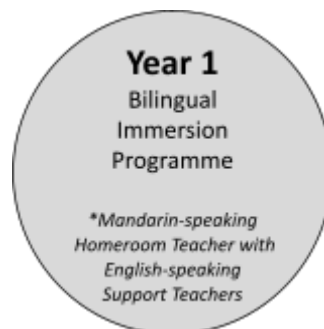 Year 1
Bilingual
Immersion
Programme
*Mandarin-speaking
Homeroom Teacher with
English-speaking
Support Teachers